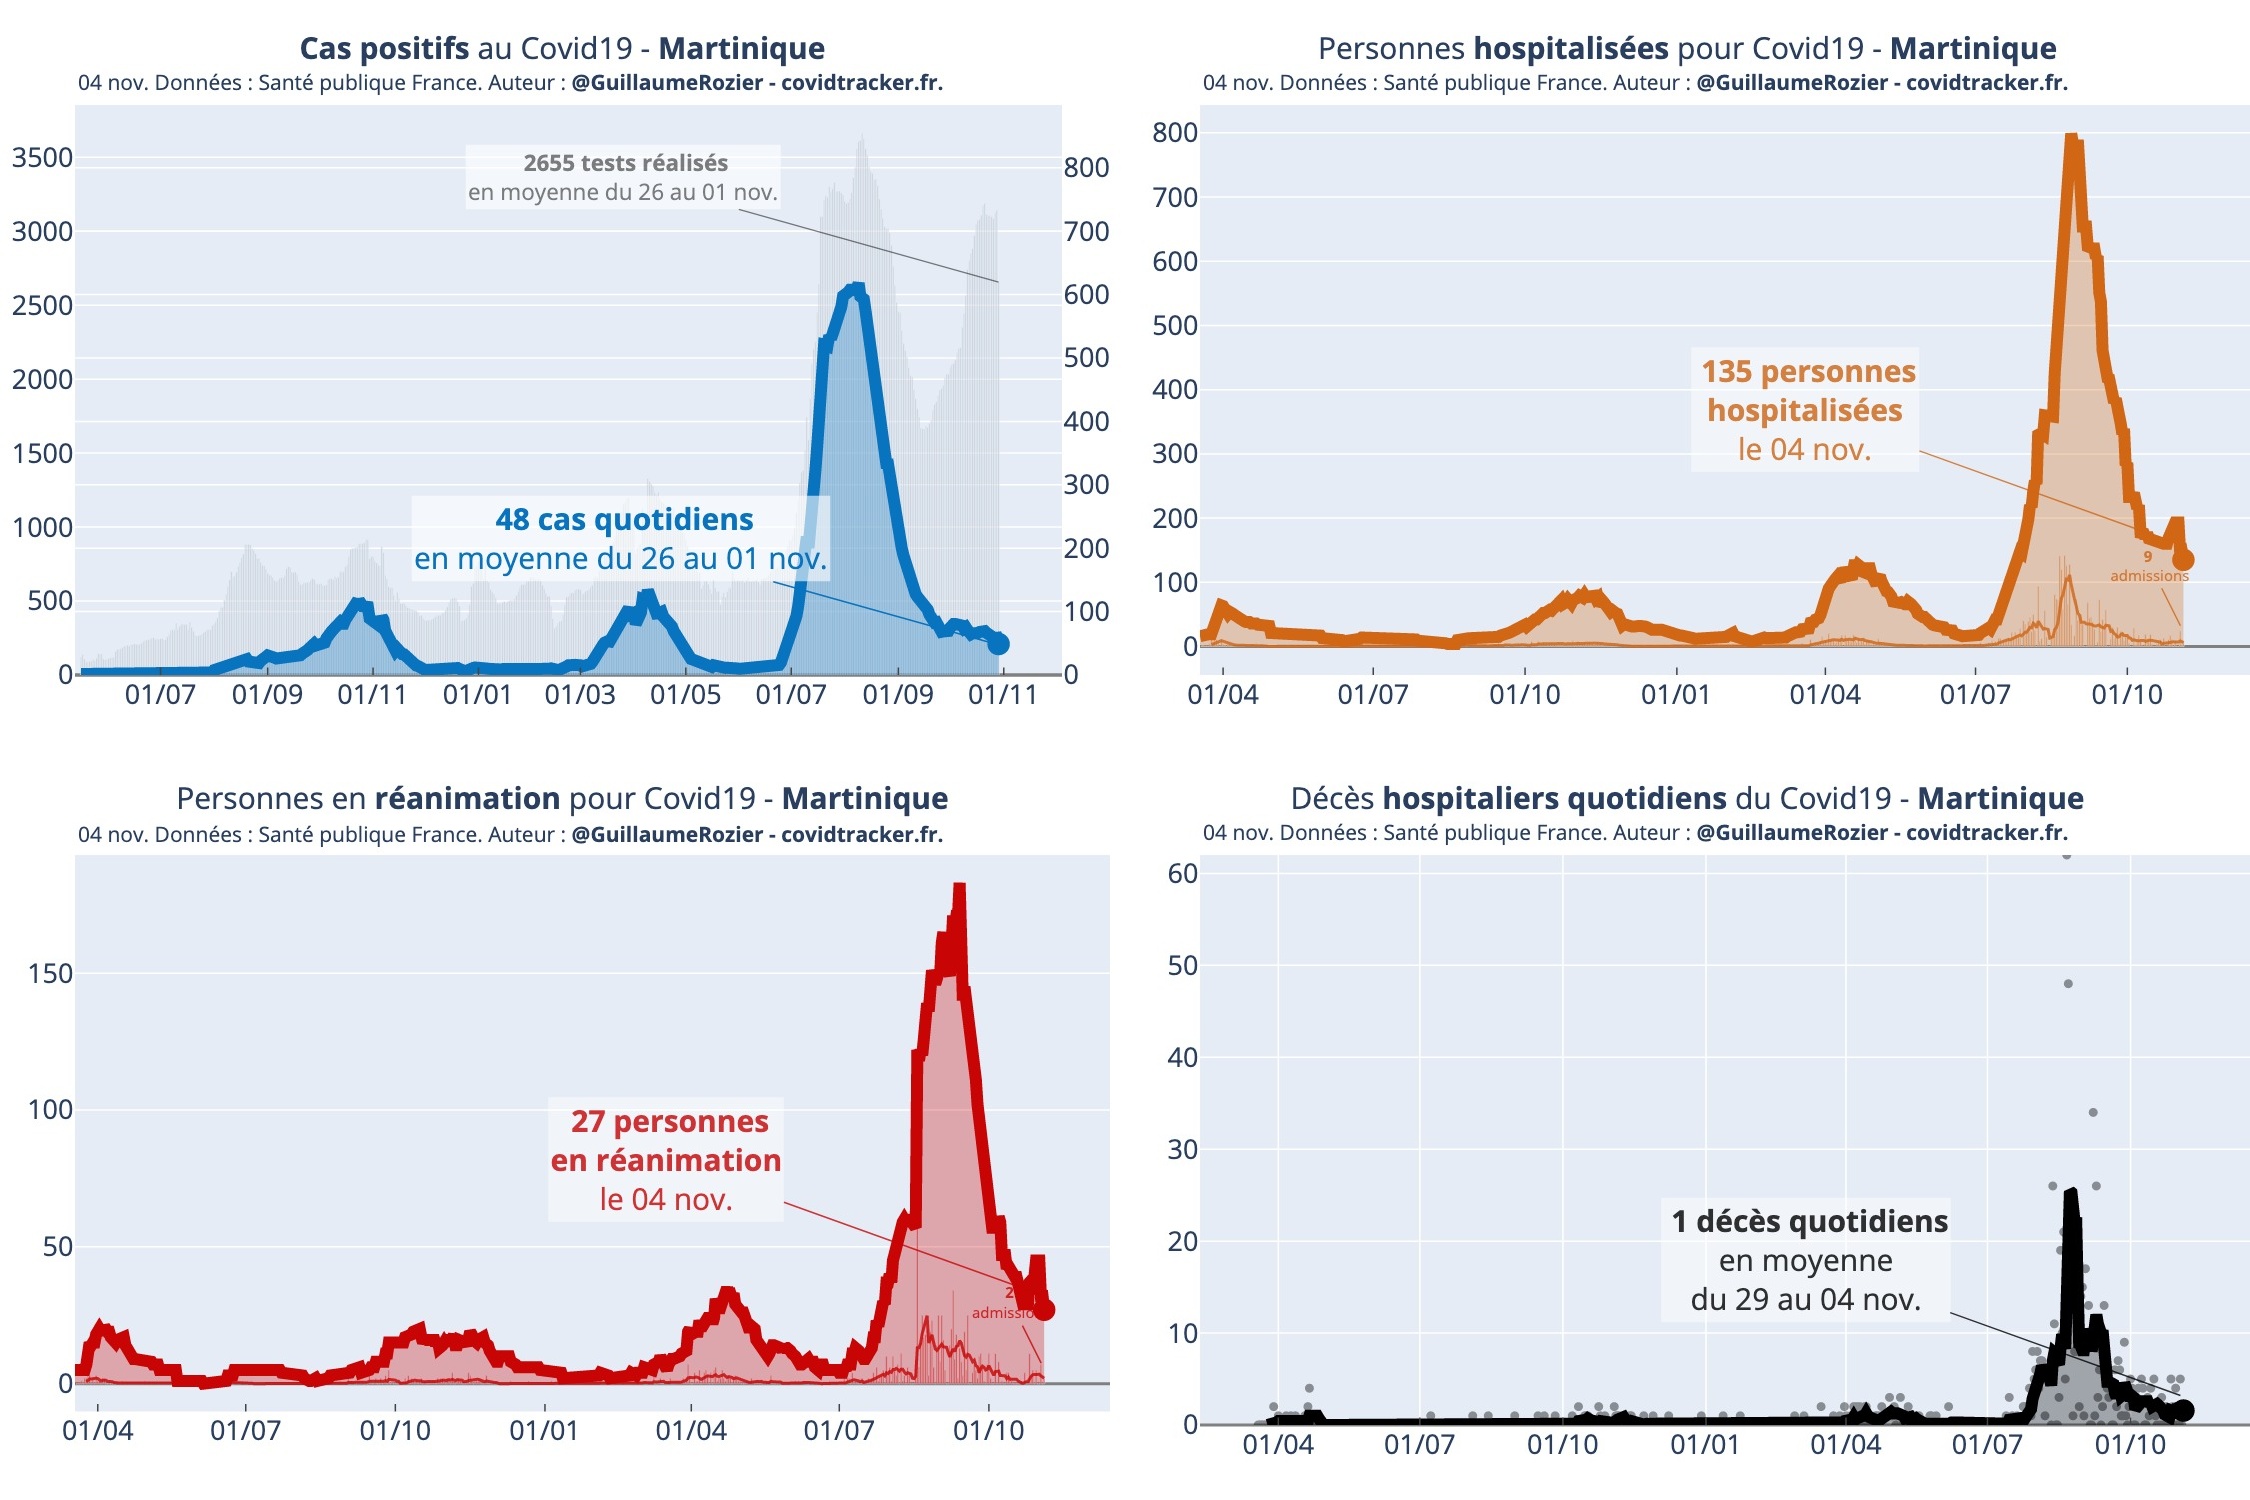 Cas positifs au Covid19 - Martinique
04 nov. Données : Santé publique France. Auteur : @GuillaumeRozier - covidtracker.fr.
3500
3000
2500
2000
1500
1000
500
0
800
700
600
500
400
300
200
100
0
2655 tests réalisés
en moyenne du 26 au 01 nov.
48 cas quotidiens
en moyenne du 26 au 01 nov.
01/07 01/09 01/11 01/01 01/03 01/05 01/07 01/09 01/11
Personnes hospitalisées pour Covid19 - Martinique
04 nov. Données : Santé publique France. Auteur : @GuillaumeRozier - covidtracker.fr.
800
700
600
500
400
300
200
100
0
135 personnes
hospitalisées
le 04 nov.
9
admissions
01/04 01/07 01/10 01/01 01/04 01/07 01/10
Personnes en réanimation pour Covid19 - Martinique
04 nov. Données : Santé publique France. Auteur : @GuillaumeRozier - covidtracker.fr.
150
100
50
0
27 personnes
en réanimation
le 04 nov.
2
01/04 01/07 01/10 01/01 01/04 01/07 01/10
Décès hospitaliers quotidiens du Covid19 - Martinique
04 nov. Données : Santé publique France. Auteur : @GuillaumeRozier - covidtracker.fr.
60
50
40
30
20
10
0
1 décès quotidiens
en moyenne
du 29 au 04 nov.
01/04 01/07 01/10 01/01 01/04 01/07 01/10